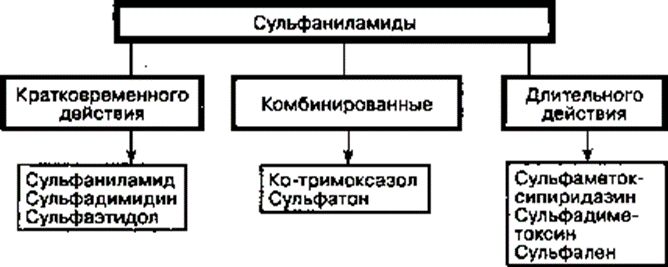 Сульфаниламиды
Кратковременного
действия
Комбинированные
Длительного
действия
Сульфаниламид
Сульфадимидин
Сульфаэтидол
Ко-тримоксазол
Сульфатон
Сульфаметок-
сипиридазин
Сульфадиме-
токсин
Сульфален